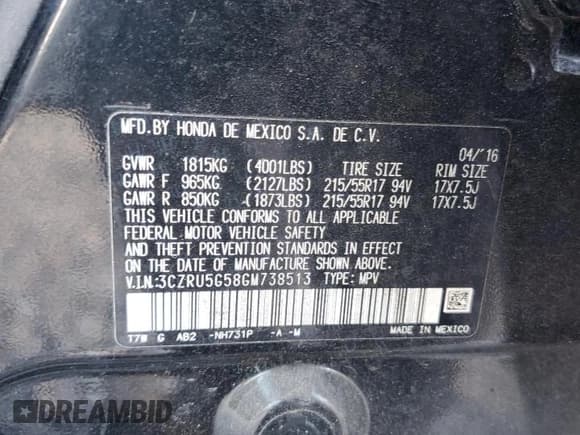 MFD.BY HONDA DE MEXICO S.A. DE C.V.
04/'16
GVWR 1815KG (4001LBS) TIRE SIZE RIM SIZE
GAWR F 965KG (2127LBS) 215/55R17 94V 17X7.5J
GAWR R 850KG (1873LBS) 215/55R17 94V 17X7.5J
THIS VEHICLE CONFORMS TO ALL APPLICABLE
FEDERAL MOTOR VEHICLE SAFETY
AND THEFT PREVENTION STANDARDS IN EFFECT
ON THE DATE OF MANUFACTURE SHOWN ABOVE.
V.I.N:3CZRU5G58GM738513 TYPE: MPV
T7W G AB2 -NH731P -A -M MADE IN MEXICO
DREAMBID